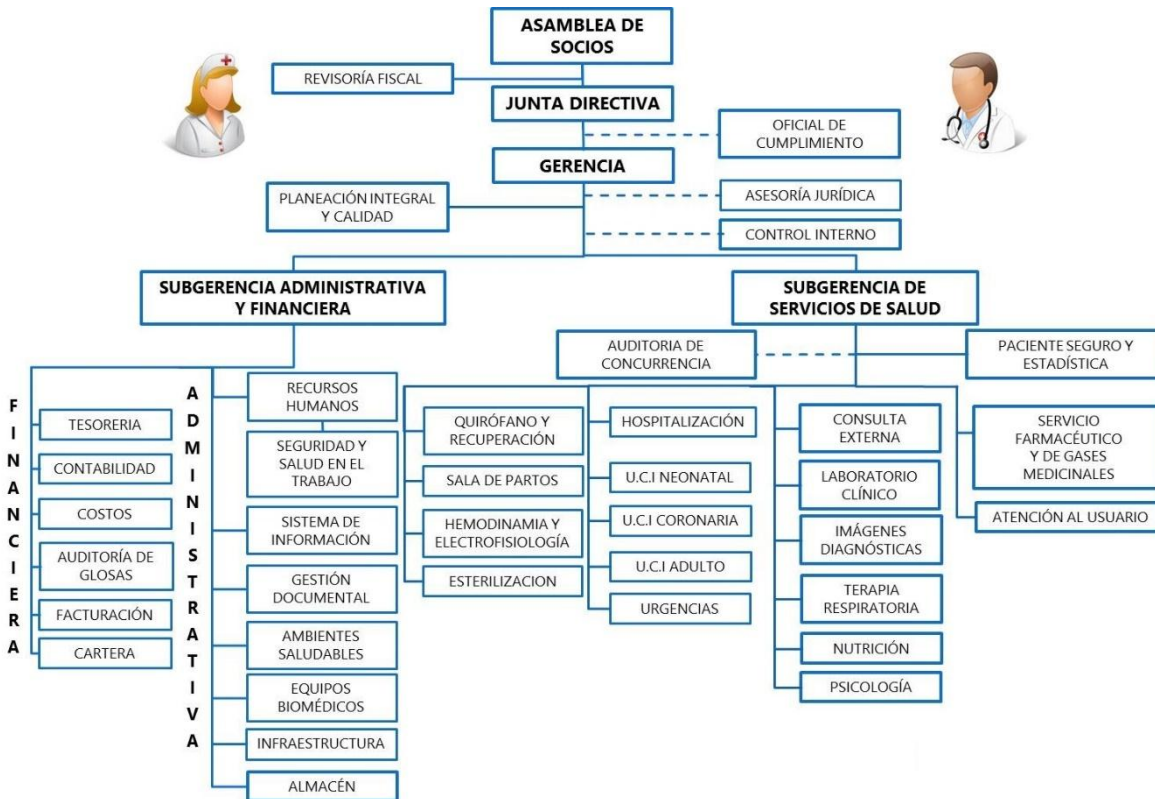 ASAMBLEA DE
SOCIOS
REVISORÍA FISCAL
JUNTA DIRECTIVA
OFICIAL DE
CUMPLIMIENTO
GERENCIA
PLANEACIÓN INTEGRAL
Y CALIDAD
ASESORÍA JURÍDICA
CONTROL INTERNO
SUBGERENCIA ADMINISTRATIVA
Y FINANCIERA
SUBGERENCIA DE
SERVICIOS DE SALUD
AUDITORIA DE
CONCURRENCIA
PACIENTE SEGURO Y
ESTADÍSTICA
FINANCIERA
TESORERIA
CONTABILIDAD
COSTOS
AUDITORÍA DE
GLOSAS
FACTURACIÓN
CARTERA
ADMINISTRATIVA
RECURSOS
HUMANOS
SEGURIDAD Y
SALUD EN EL
TRABAJO
SISTEMA DE
INFORMACIÓN
GESTIÓN
DOCUMENTAL
AMBIENTES
SALUDABLES
EQUIPOS
BIOMÉDICOS
INFRAESTRUCTURA
ALMACÉN
QUIRÓFANO Y
RECUPERACIÓN
SALA DE PARTOS
HEMODINAMIA Y
ELECTROFISIOLOGÍA
ESTERILIZACION
HOSPITALIZACIÓN
U.C.I NEONATAL
U.C.I CORONARIA
U.C.I ADULTO
URGENCIAS
CONSULTA
EXTERNA
LABORATORIO
CLÍNICO
IMÁGENES
DIAGNÓSTICAS
TERAPIA
RESPIRATORIA
NUTRICIÓN
PSICOLOGÍA
SERVICIO
FARMACÉUTICO
Y DE GASES
MEDICINALES
ATENCIÓN AL USUARIO